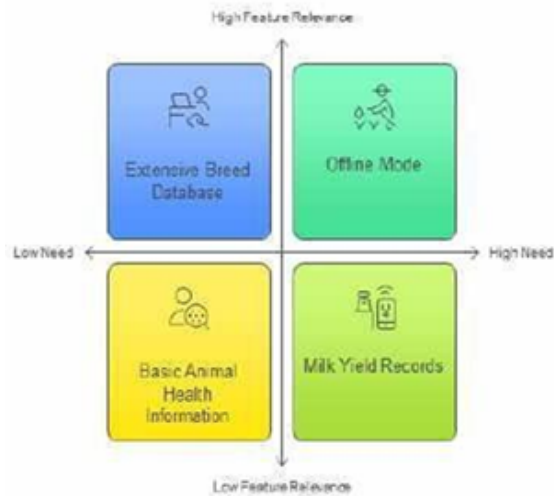 High Feature Relevance
Extensive Breed
Database
Offline Mode
Low Need
High Need
Basic Animal
Health
Information
Milk Yield Records
Low Feature Relevance